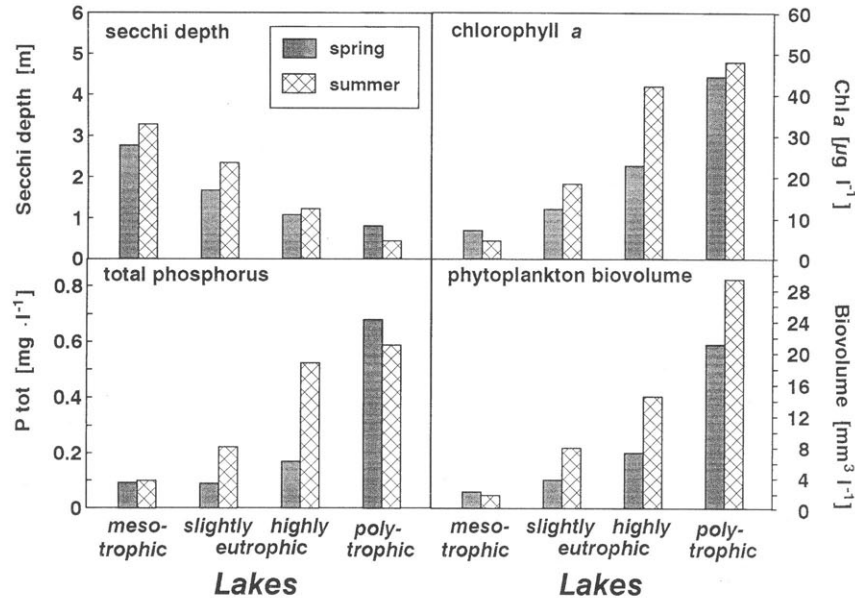 secchi depth
spring
summer
6
5
4
3
2
1
0
Secchi depth [m]
chlorophyll a
60
50
40
30
20
10
0
Chl a [µg l⁻¹]
total phosphorus
0.8
0.6
0.4
0.2
0
P tot [mg · l⁻¹]
phytoplankton biovolume
28
24
20
16
12
8
4
0
Biovolume [mm³ l⁻¹]
meso-
trophic
slightly highly
eutrophic
poly-
trophic
Lakes
meso-
trophic
slightly highly
eutrophic
poly-
trophic
Lakes